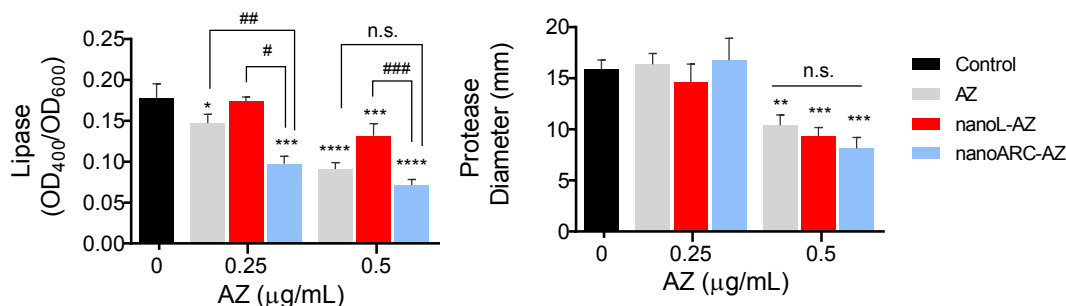 ##
#
n.s.
###
0.25
0.20
0.15
0.10
0.05
0.00
Lipase
(OD400/OD600)
*
***
****
***
****
0
0.25
0.5
AZ (μg/mL)
20
15
10
5
0
Protease
Diameter (mm)
n.s.
**
***
***
0
0.25
0.5
AZ (μg/mL)
Control
AZ
nanoL-AZ
nanoARC-AZ